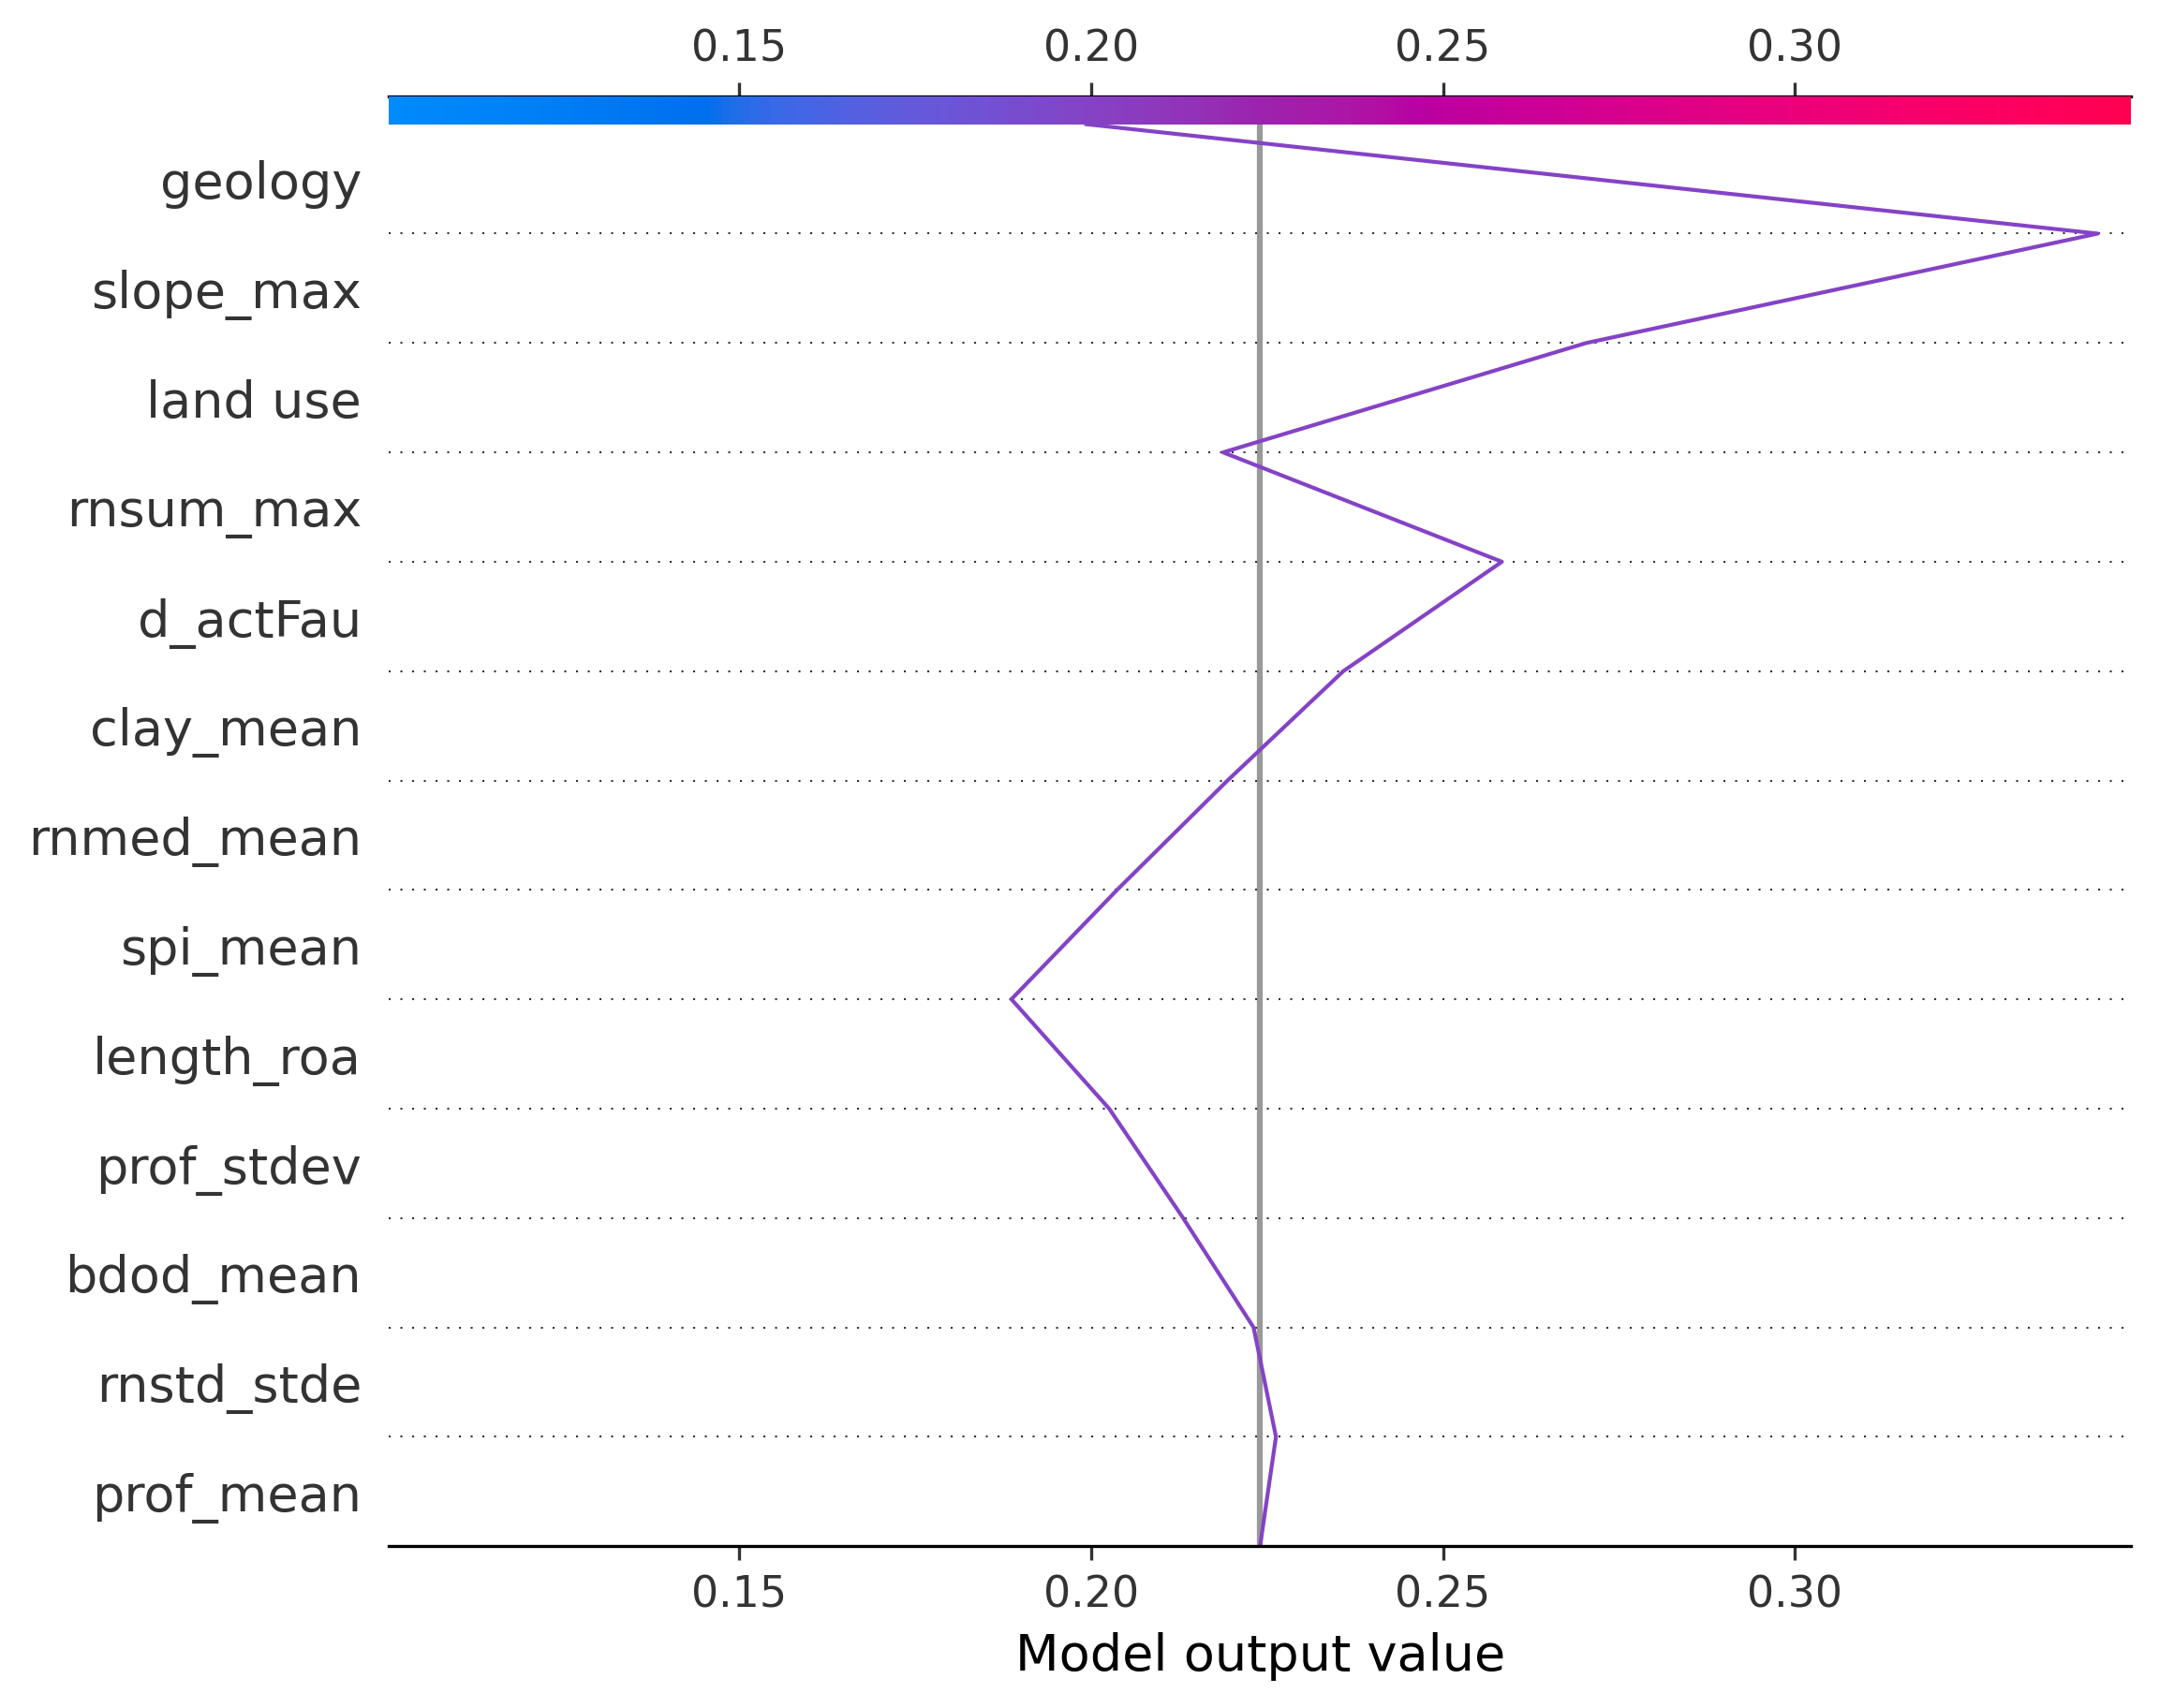 0.15 0.20 0.25 0.30
geology
slope_max
land use
rnsum_max
d_actFau
clay_mean
rnmed_mean
spi_mean
length_roa
prof_stdev
bdod_mean
rnstd_stde
prof_mean
0.15 0.20 0.25 0.30
Model output value